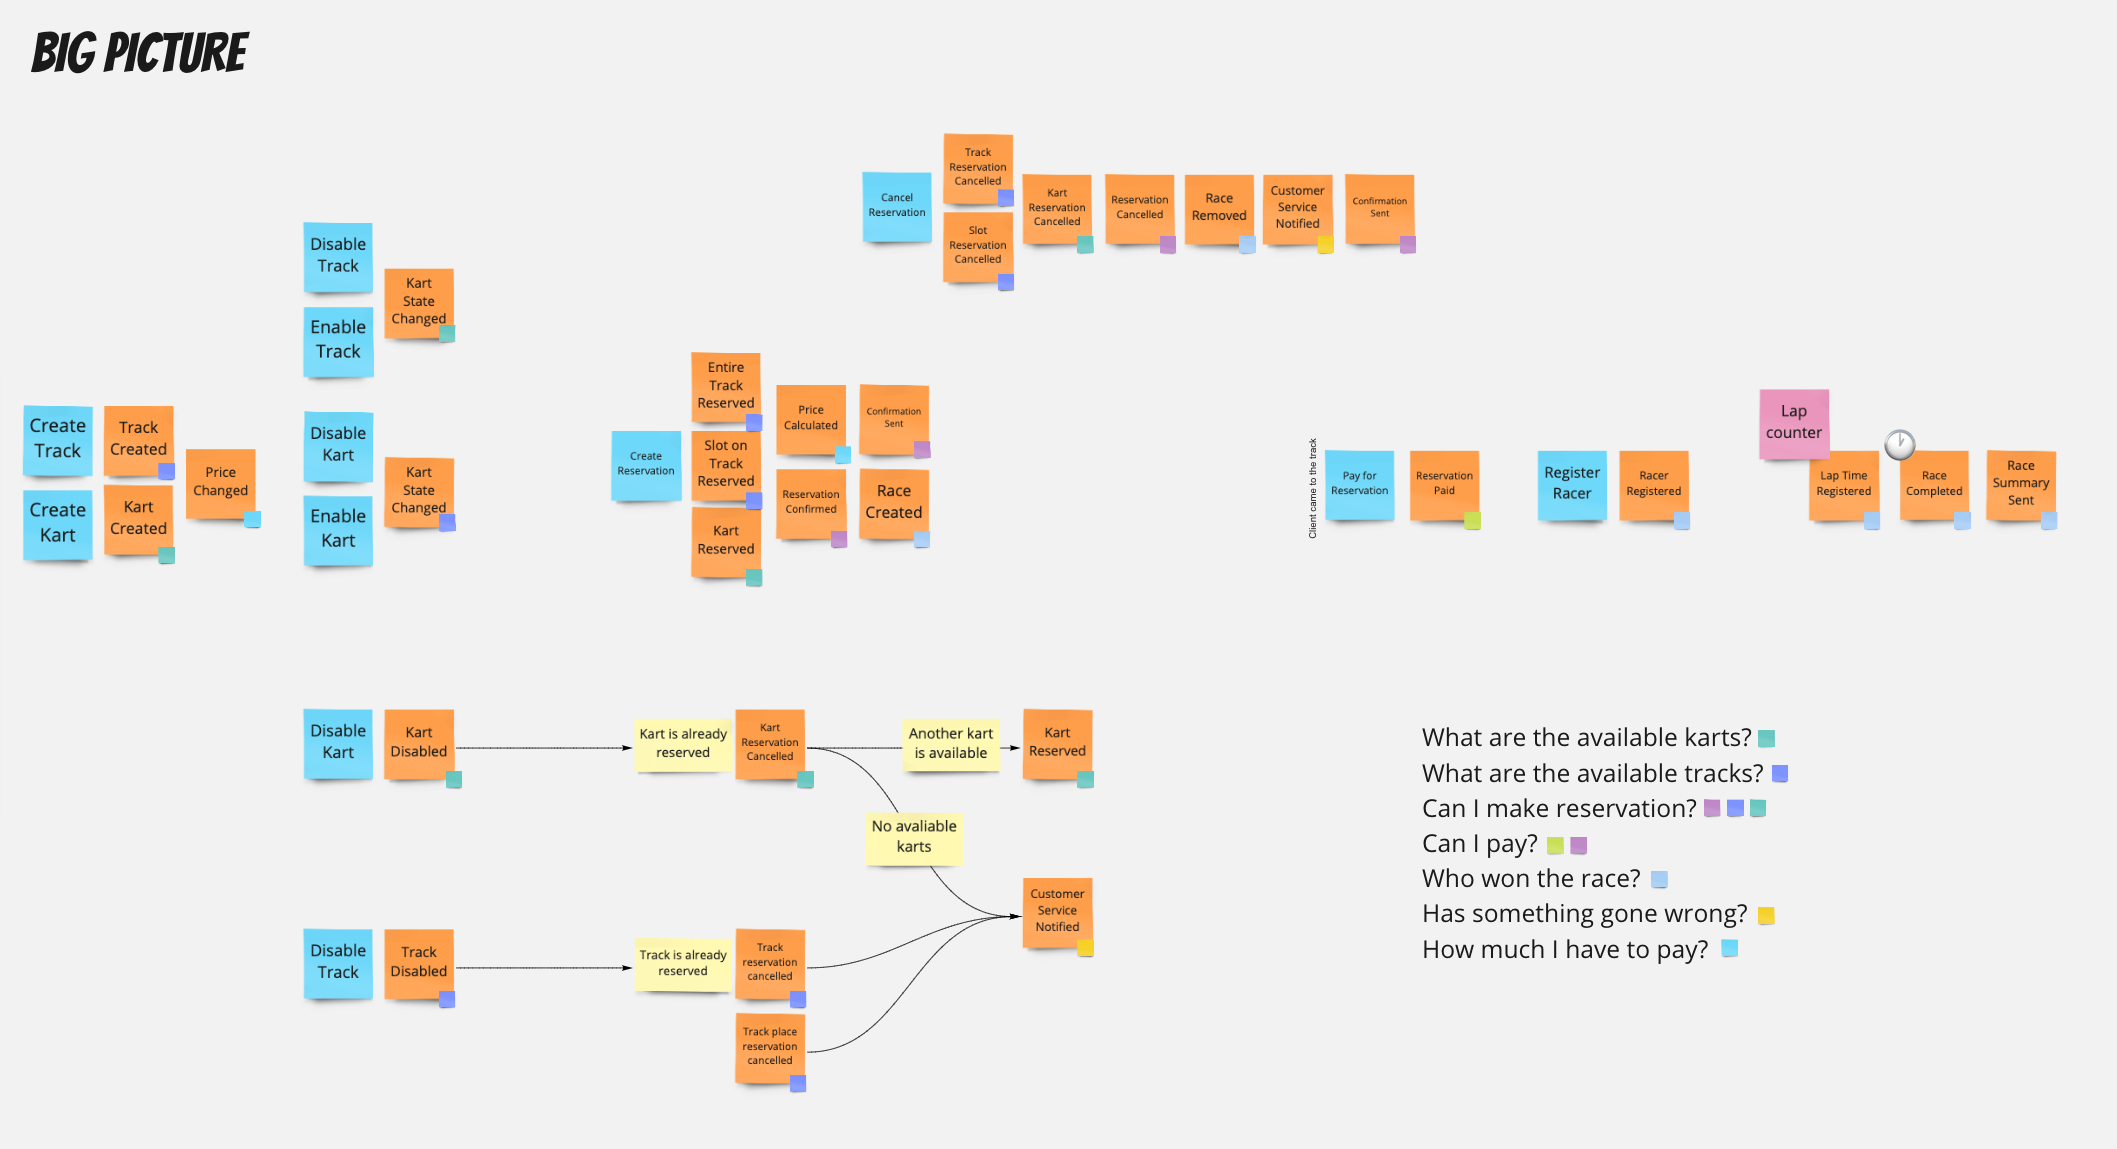 BIG PICTURE
Track
Reservation
Cancelled
Cancel
Reservation
Slot
Reservation
Cancelled
Kart
Reservation
Cancelled
Reservation
Cancelled
Race
Removed
Customer
Service
Notified
Confirmation
Sent
Disable
Track
Enable
Track
Kart
State
Changed
Create
Track
Track
Created
Create
Kart
Kart
Created
Price
Changed
Disable
Kart
Enable
Kart
Kart
State
Changed
Create
Reservation
Entire
Track
Reserved
Slot on
Track
Reserved
Kart
Reserved
Price
Calculated
Confirmation
Sent
Reservation
Confirmed
Race
Created
Client came to the track
Pay for
Reservation
Reservation
Paid
Register
Racer
Racer
Registered
Lap
counter
Lap Time
Registered
Race
Completed
Race
Summary
Sent
Disable
Kart
Kart
Disabled
Kart is already
reserved
Kart
Reservation
Cancelled
Another kart
is available
Kart
Reserved
No avaliable
karts
Customer
Service
Notified
Disable
Track
Track
Disabled
Track is already
reserved
Track
reservation
cancelled
Track place
reservation
cancelled
What are the available karts?
What are the available tracks?
Can I make reservation?
Can I pay?
Who won the race?
Has something gone wrong?
How much I have to pay?